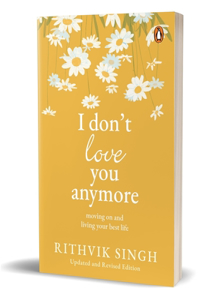 I don't
love
you
anymore
moving on and
living your best life
RITHVIK SINGH
Updated and Revised Edition